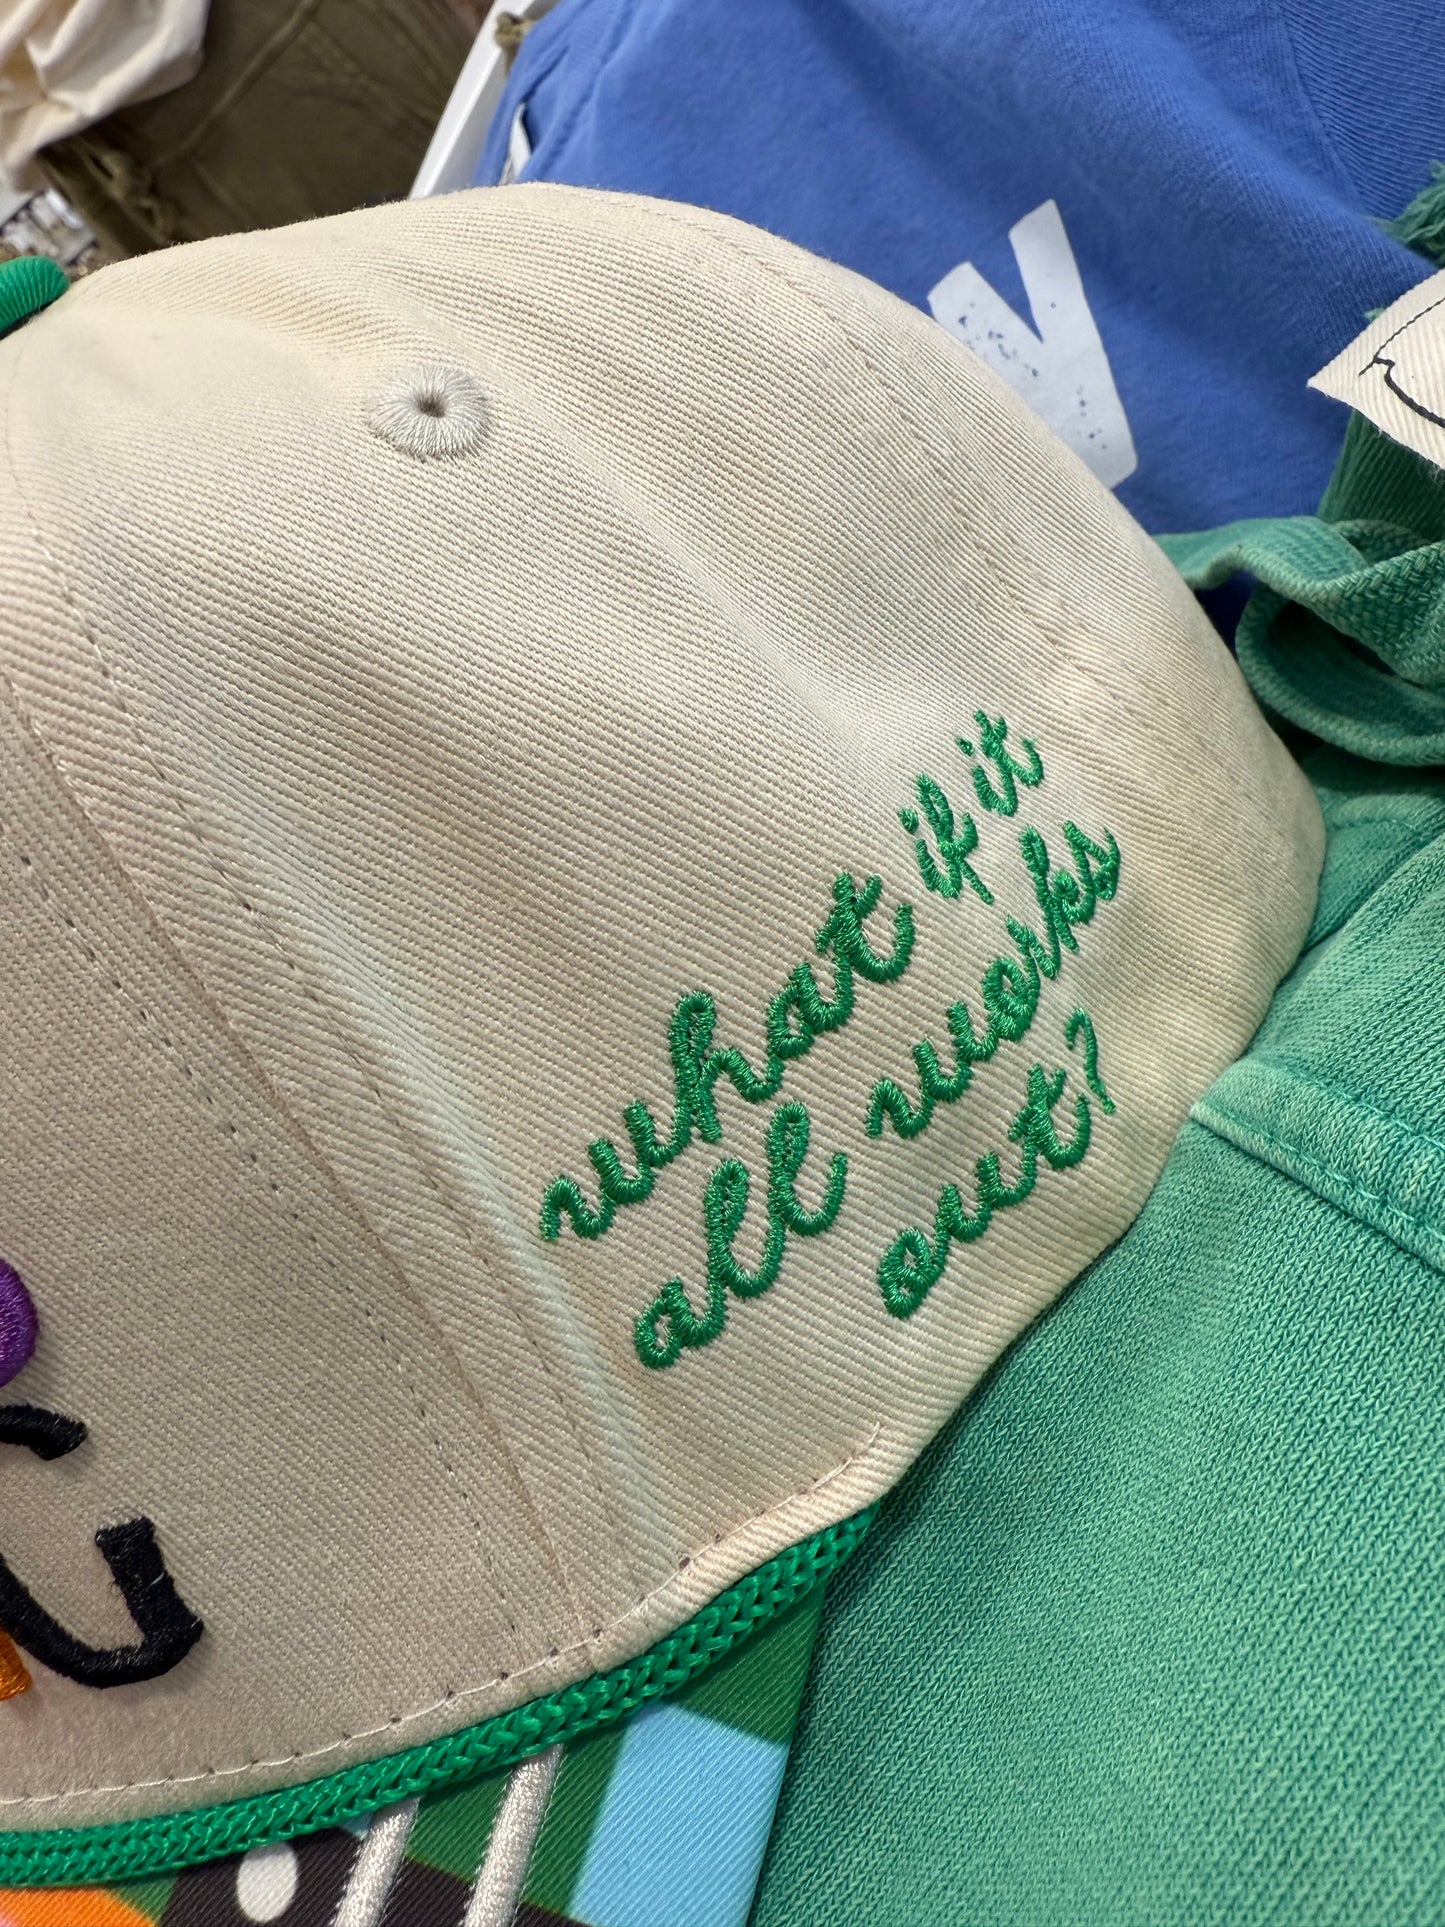 what if it
all works
out?